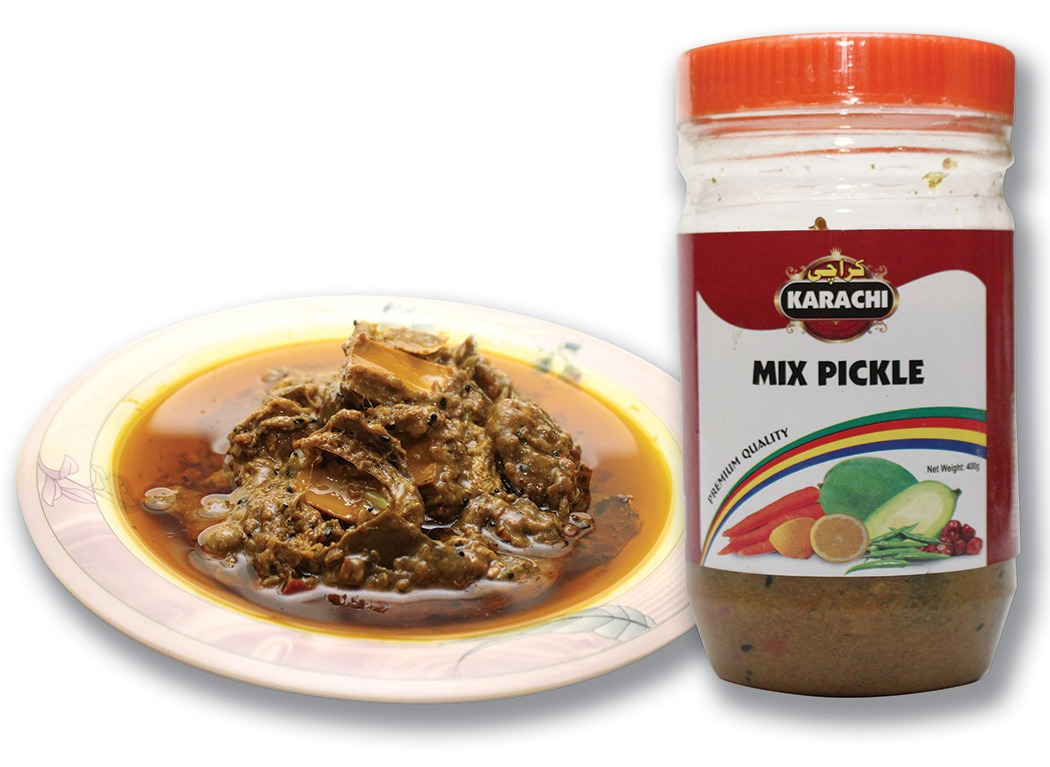 کراچی
KARACHI
MIX PICKLE
PREMIUM QUALITY
Net Weight: 400g